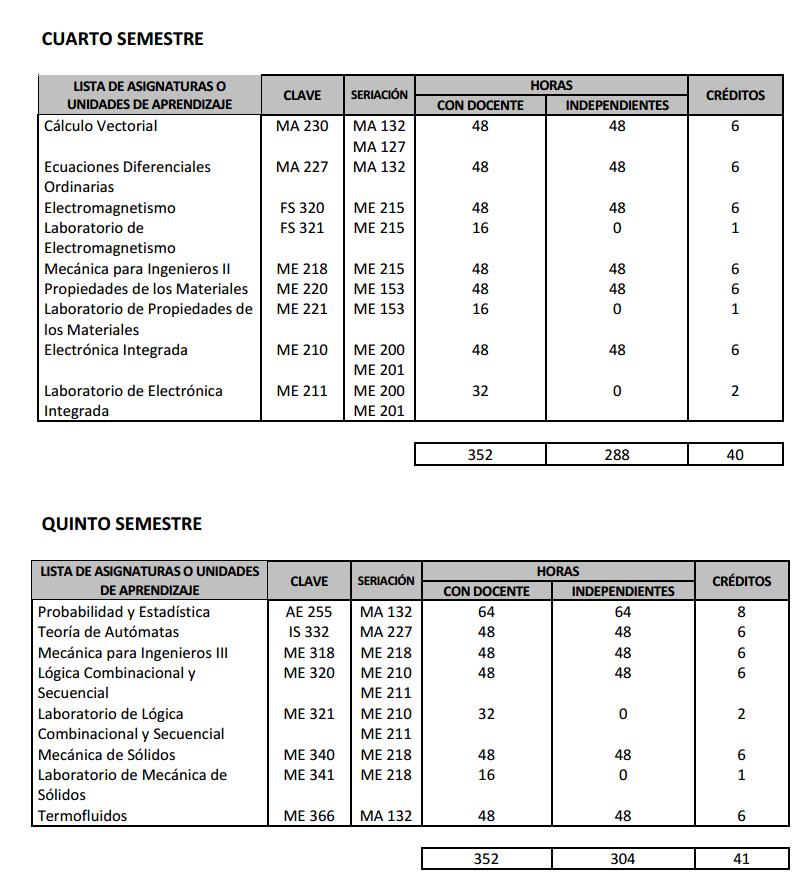 CUARTO SEMESTRE
LISTA DE ASIGNATURAS O UNIDADES DE APRENDIZAJE CLAVE SERIACIÓN HORAS CRÉDITOS
CON DOCENTE INDEPENDIENTES
Cálculo Vectorial MA 230 MA 132 48 48 6
MA 127
Ecuaciones Diferenciales MA 227 MA 132 48 48 6
Ordinarias
Electromagnetismo FS 320 ME 215 48 48 6
Laboratorio de FS 321 ME 215 16 0 1
Electromagnetismo
Mecánica para Ingenieros II ME 218 ME 215 48 48 6
Propiedades de los Materiales ME 220 ME 153 48 48 6
Laboratorio de Propiedades de ME 221 ME 153 16 0 1
los Materiales
Electrónica Integrada ME 210 ME 200 48 48 6
ME 201
Laboratorio de Electrónica ME 211 ME 200 32 0 2
Integrada ME 201
352 288 40
QUINTO SEMESTRE
LISTA DE ASIGNATURAS O UNIDADES DE APRENDIZAJE CLAVE SERIACIÓN HORAS CRÉDITOS
CON DOCENTE INDEPENDIENTES
Probabilidad y Estadística AE 255 MA 132 64 64 8
Teoría de Autómatas IS 332 MA 227 48 48 6
Mecánica para Ingenieros III ME 318 ME 218 48 48 6
Lógica Combinacional y ME 320 ME 210 48 48 6
Secuencial ME 211
Laboratorio de Lógica ME 321 ME 210 32 0 2
Combinacional y Secuencial ME 211
Mecánica de Sólidos ME 340 ME 218 48 48 6
Laboratorio de Mecánica de ME 341 ME 218 16 0 1
Sólidos
Termofluidos ME 366 MA 132 48 48 6
352 304 41